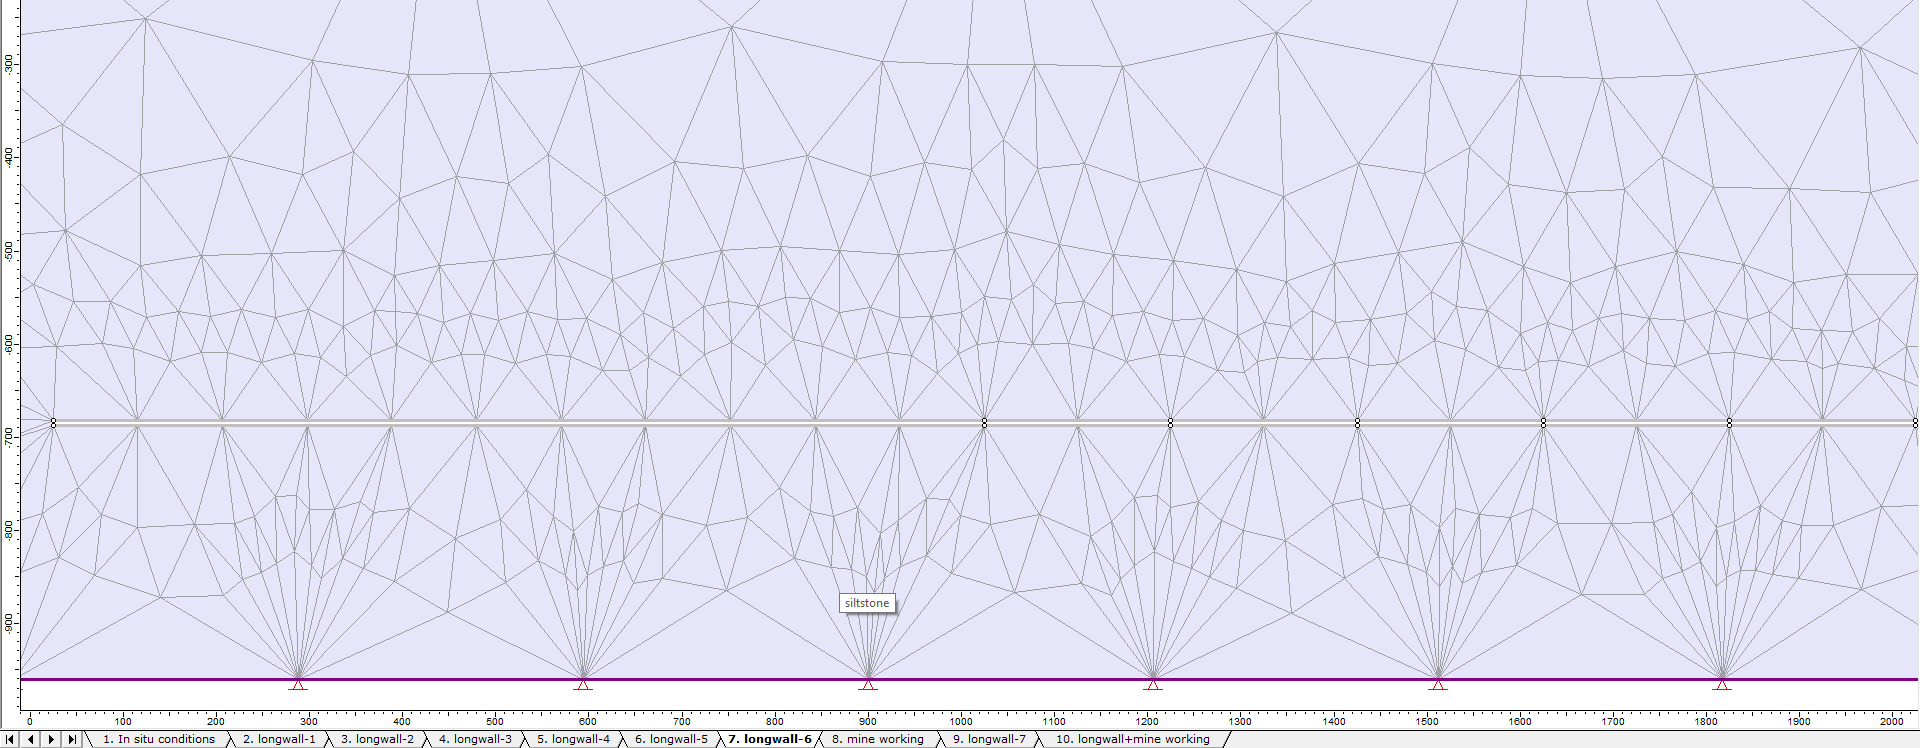 -300
-400
-500
-600
-700
-800
-900
siltstone
0 100 200 300 400 500 600 700 800 900 1000 1100 1200 1300 1400 1500 1600 1700 1800 1900 2000
1. In situ conditions 2. longwall-1 3. longwall-2 4. longwall-3 5. longwall-4 6. longwall-5 7. longwall-6 8. mine working 9. longwall-7 10. longwall+mine working